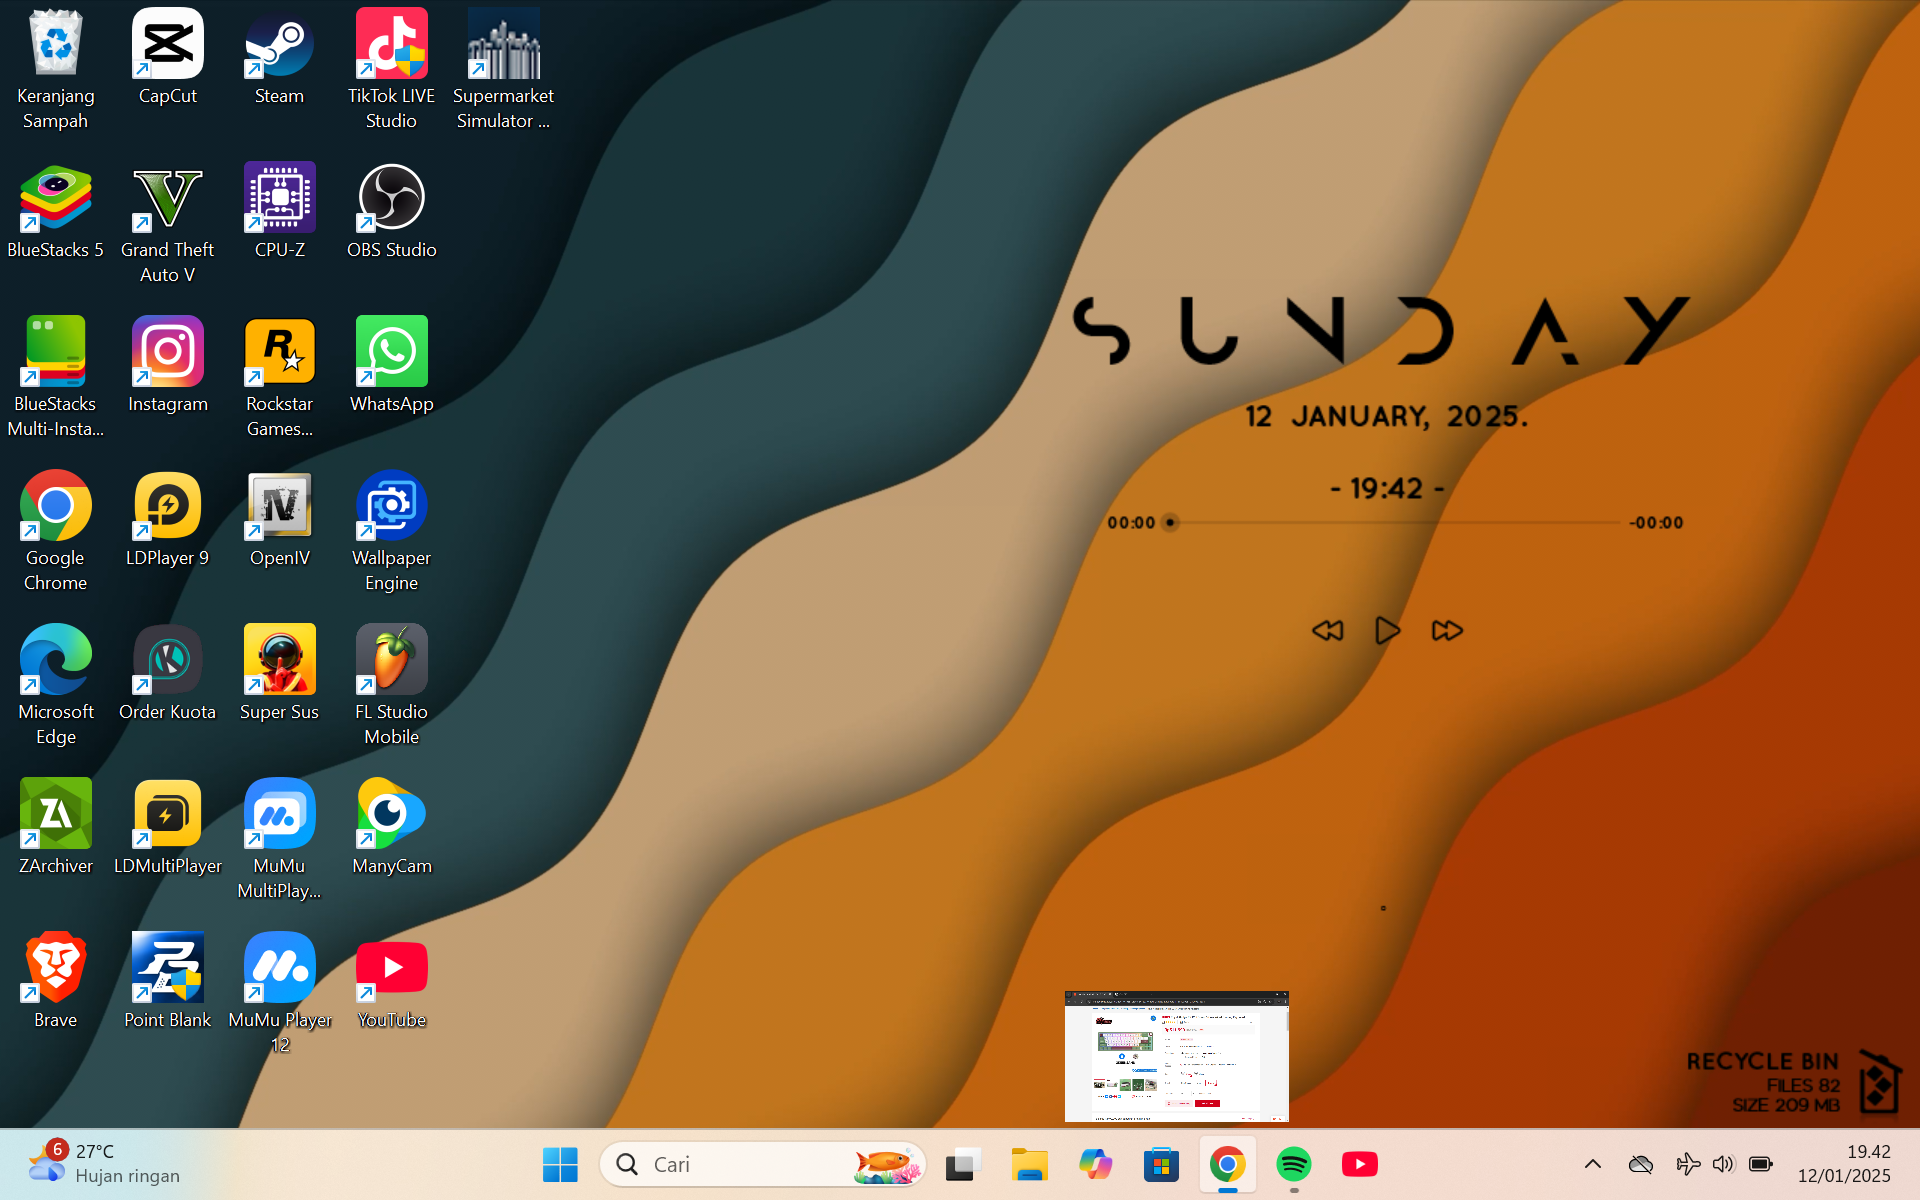 Keranjang
Sampah
CapCut
Steam
TikTok LIVE
Studio
Supermarket
Simulator ...
BlueStacks 5
Grand Theft
Auto V
CPU-Z
OBS Studio
BlueStacks
Multi-Insta...
Instagram
Rockstar
Games...
WhatsApp
Google
Chrome
LDPlayer 9
OpenIV
Wallpaper
Engine
Microsoft
Edge
Order Kuota
Super Sus
FL Studio
Mobile
ZArchiver
LDMultiPlayer
MuMu
MultiPlay...
ManyCam
Brave
Point Blank
MuMu Player
12
YouTube
SUNDAY
12 JANUARY, 2025.
- 19:42 -
00:00
-00:00
RECYCLE BIN
FILES 82
SIZE 209 MB
6
27°C
Hujan ringan
Cari
19.42
12/01/2025